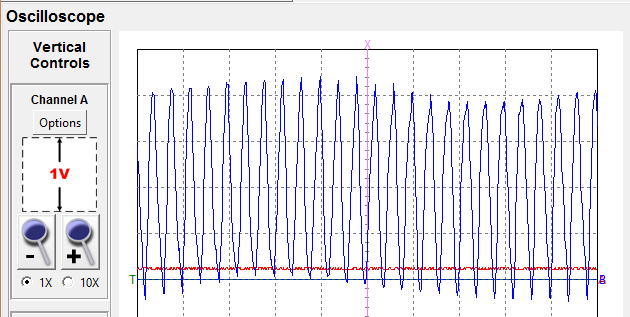 Oscilloscope
Vertical
Controls
Channel A
Options
1V
- +
1X 10X
X
T